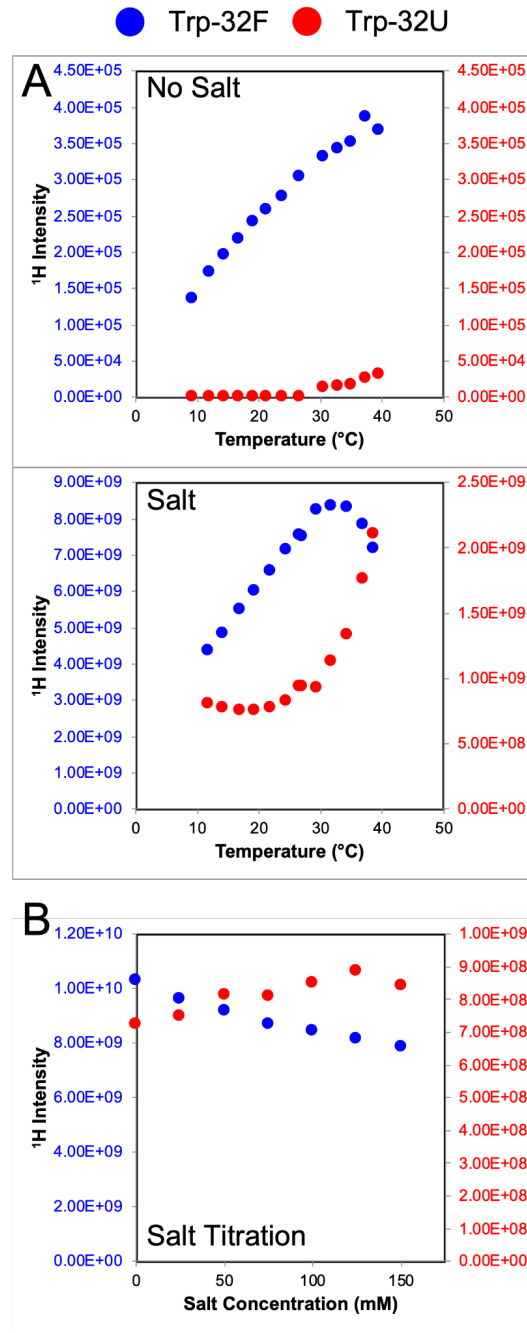 Trp-32F Trp-32U
A
No Salt
4.50E+05 4.50E+05
4.00E+05 4.00E+05
3.50E+05 3.50E+05
3.00E+05 3.00E+05
2.50E+05 2.50E+05
2.00E+05 2.00E+05
1.50E+05 1.50E+05
1.00E+05 1.00E+05
5.00E+04 5.00E+04
0.00E+00 0.00E+00
¹H Intensity
0 10 20 30 40 50
Temperature (°C)
Salt
9.00E+09 2.50E+09
8.00E+09
7.00E+09 2.00E+09
6.00E+09
5.00E+09 1.50E+09
4.00E+09
3.00E+09 1.00E+09
2.00E+09
1.00E+09 5.00E+08
0.00E+00 0.00E+00
¹H Intensity
0 10 20 30 40 50
Temperature (°C)
B
1.20E+10 1.00E+09
9.00E+08
1.00E+10 8.00E+08
7.00E+08
8.00E+09 6.00E+08
6.00E+09 5.00E+08
4.00E+08
4.00E+09 3.00E+08
2.00E+09 2.00E+08
1.00E+08
0.00E+00 0.00E+00
¹H Intensity
Salt Titration
0 50 100 150
Salt Concentration (mM)